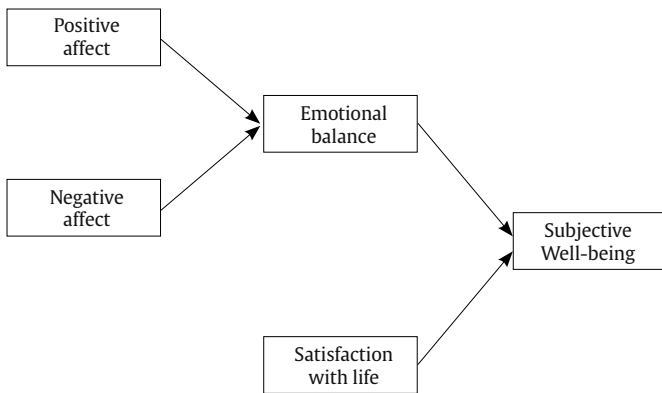 Positive
affect
Emotional
balance
Negative
affect
Subjective
Well-being
Satisfaction
with life